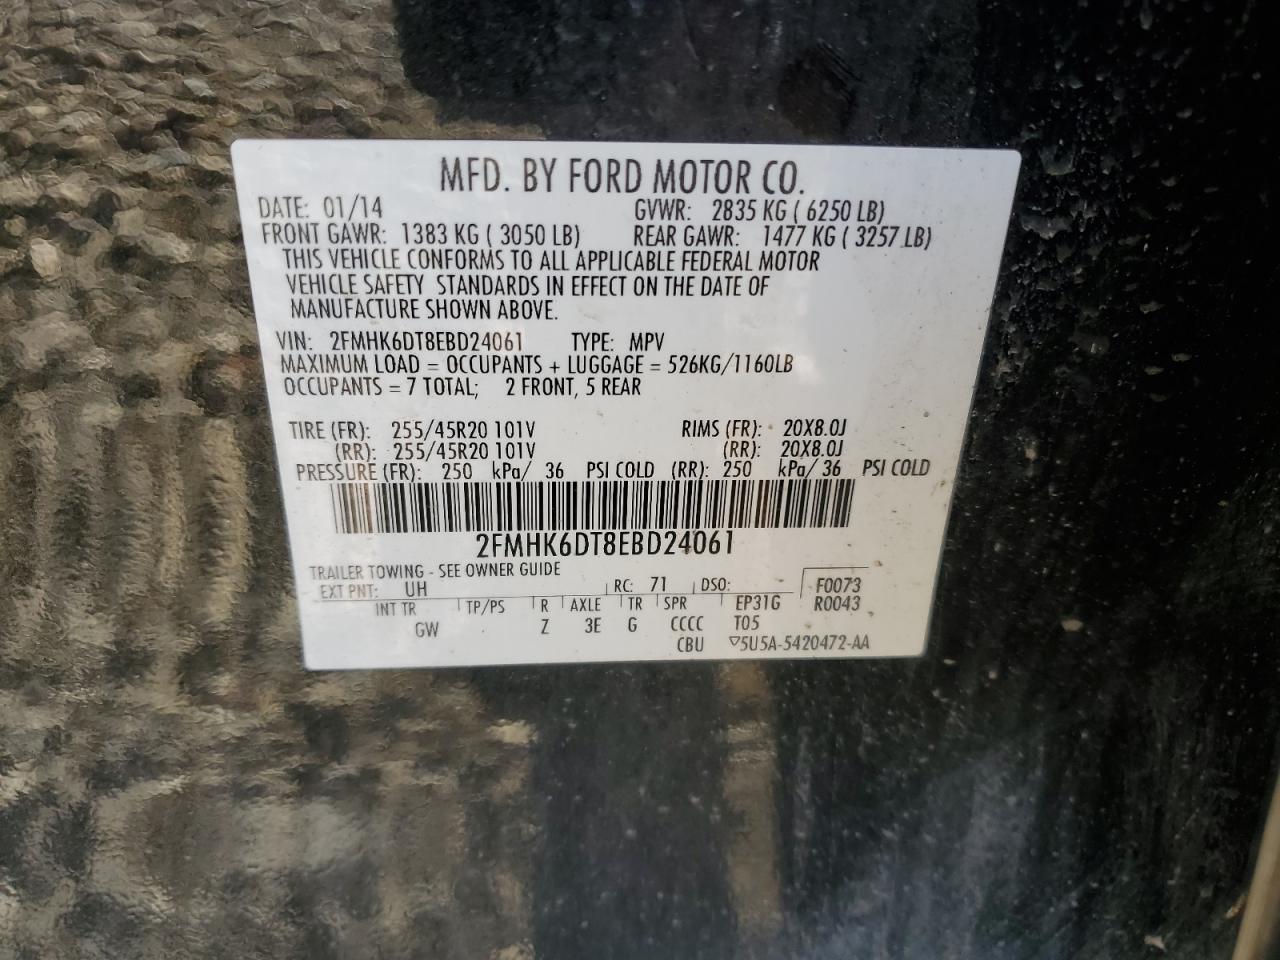 MFD. BY FORD MOTOR CO.
DATE: 01/14 GVWR: 2835 KG ( 6250 LB)
FRONT GAWR: 1383 KG ( 3050 LB) REAR GAWR: 1477 KG ( 3257 LB)
THIS VEHICLE CONFORMS TO ALL APPLICABLE FEDERAL MOTOR
VEHICLE SAFETY STANDARDS IN EFFECT ON THE DATE OF
MANUFACTURE SHOWN ABOVE.
VIN: 2FMHK6DT8EBD24061 TYPE: MPV
MAXIMUM LOAD = OCCUPANTS + LUGGAGE = 526KG/1160LB
OCCUPANTS = 7 TOTAL; 2 FRONT, 5 REAR
TIRE (FR): 255/45R20 101V RIMS (FR): 20X8.0J
(RR): 255/45R20 101V (RR): 20X8.0J
PRESSURE (FR): 250 kPa/ 36 PSI COLD (RR): 250 kPa/ 36 PSI COLD
2FMHK6DT8EBD24061
TRAILER TOWING - SEE OWNER GUIDE
EXT PNT: UH RC: 71 DSO: F0073
INT TR TP/PS R AXLE TR SPR EP31G R0043
GW Z 3E G CCCC T05
CBU ▽5U5A-5420472-AA